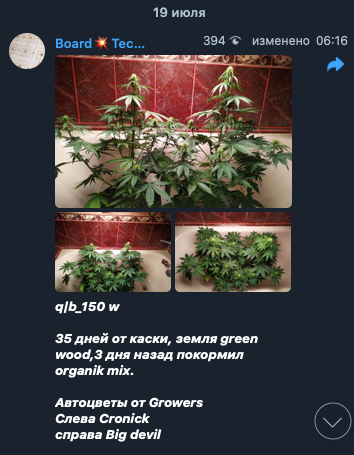 19 июля
Board💥Tec... 394 изменено 06:16
q|b_150 w
35 дней от каски, земля green
wood,3 дня назад покормил
organik mix.
Автоцветы от Growers
Слева Cronick
справа Big devil